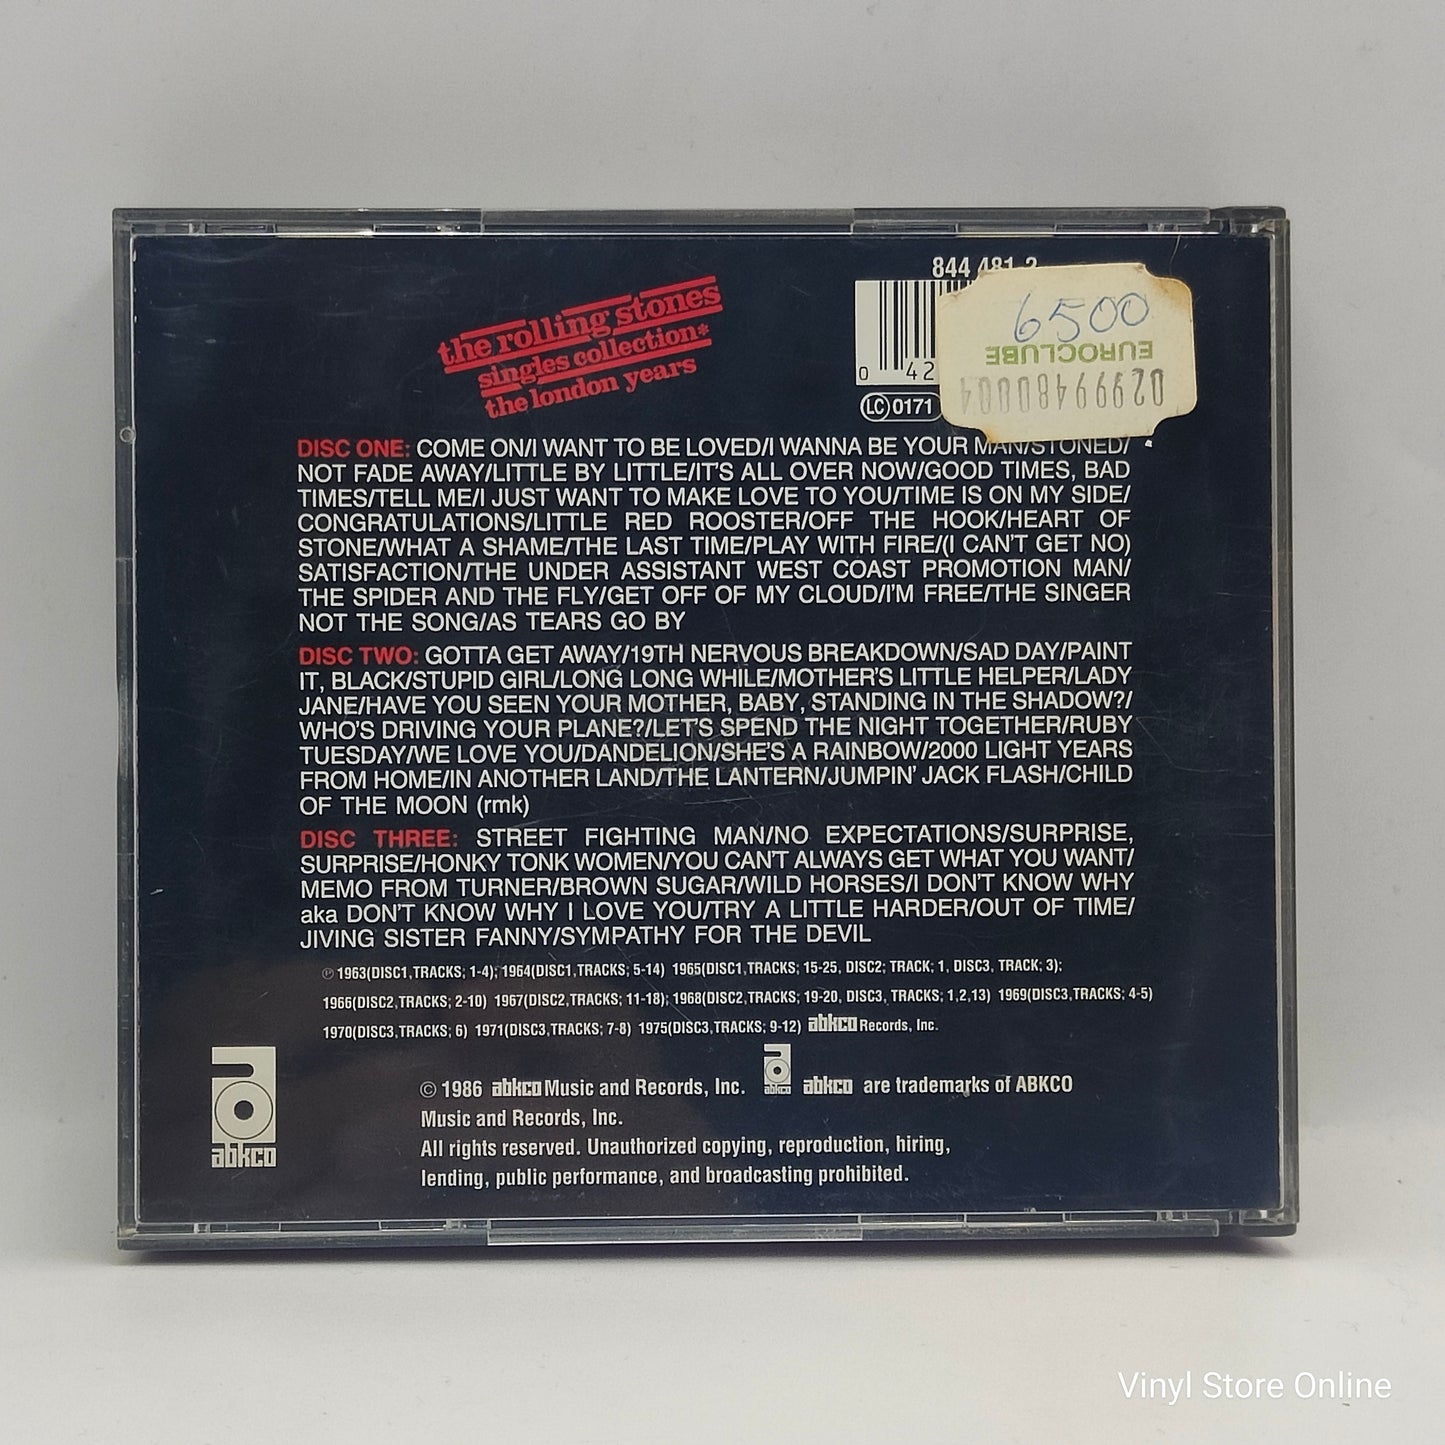 844 481-2
6500
EUROCLUBE
02999480004
0 42
LC 0171
the rolling stones
singles collection*
the london years
DISC ONE: COME ON/I WANT TO BE LOVED/I WANNA BE YOUR MAN/STONED/
NOT FADE AWAY/LITTLE BY LITTLE/IT'S ALL OVER NOW/GOOD TIMES, BAD
TIMES/TELL ME/I JUST WANT TO MAKE LOVE TO YOU/TIME IS ON MY SIDE/
CONGRATULATIONS/LITTLE RED ROOSTER/OFF THE HOOK/HEART OF
STONE/WHAT A SHAME/THE LAST TIME/PLAY WITH FIRE/(I CAN'T GET NO)
SATISFACTION/THE UNDER ASSISTANT WEST COAST PROMOTION MAN/
THE SPIDER AND THE FLY/GET OFF OF MY CLOUD/I'M FREE/THE SINGER
NOT THE SONG/AS TEARS GO BY
DISC TWO: GOTTA GET AWAY/19TH NERVOUS BREAKDOWN/SAD DAY/PAINT
IT, BLACK/STUPID GIRL/LONG LONG WHILE/MOTHER'S LITTLE HELPER/LADY
JANE/HAVE YOU SEEN YOUR MOTHER, BABY, STANDING IN THE SHADOW?/
WHO'S DRIVING YOUR PLANE?/LET'S SPEND THE NIGHT TOGETHER/RUBY
TUESDAY/WE LOVE YOU/DANDELION/SHE'S A RAINBOW/2000 LIGHT YEARS
FROM HOME/IN ANOTHER LAND/THE LANTERN/JUMPIN' JACK FLASH/CHILD
OF THE MOON (rmk)
DISC THREE: STREET FIGHTING MAN/NO EXPECTATIONS/SURPRISE,
SURPRISE/HONKY TONK WOMEN/YOU CAN'T ALWAYS GET WHAT YOU WANT/
MEMO FROM TURNER/BROWN SUGAR/WILD HORSES/I DON'T KNOW WHY
aka DON'T KNOW WHY I LOVE YOU/TRY A LITTLE HARDER/OUT OF TIME/
JIVING SISTER FANNY/SYMPATHY FOR THE DEVIL
℗ 1963(DISC1,TRACKS; 1-4); 1964(DISC1,TRACKS; 5-14) 1965(DISC1,TRACKS; 15-25, DISC2; TRACK; 1, DISC3, TRACK; 3);
1966(DISC2,TRACKS; 2-10) 1967(DISC2,TRACKS; 11-18); 1968(DISC2,TRACKS; 19-20, DISC3, TRACKS; 1,2,13) 1969(DISC3,TRACKS; 4-5)
1970(DISC3,TRACKS; 6) 1971(DISC3,TRACKS; 7-8) 1975(DISC3,TRACKS; 9-12) abkco Records, Inc.
abkco
© 1986 abkco Music and Records, Inc. abkco abkco are trademarks of ABKCO
Music and Records, Inc.
All rights reserved. Unauthorized copying, reproduction, hiring,
lending, public performance, and broadcasting prohibited.
Vinyl Store Online